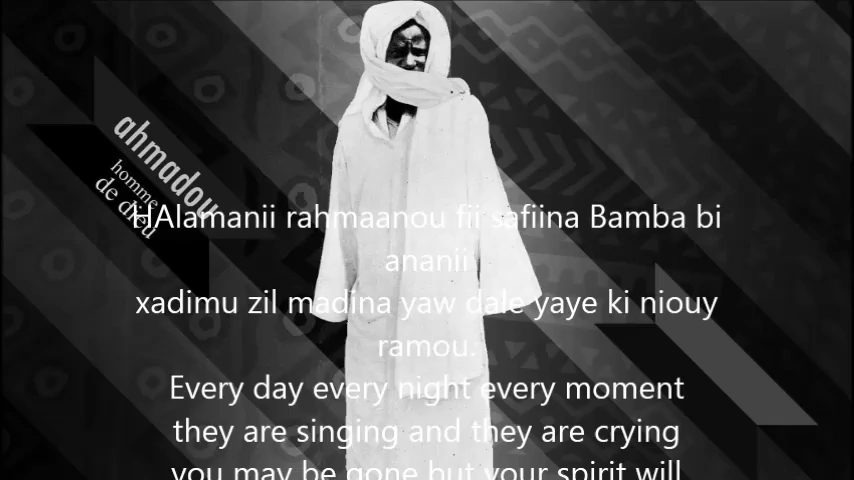 ahmadou
homme
de dieu
HAlamanii rahmaanou fii safiina Bamba bi
ananii
xadimu zil madina yaw dale yaye ki niouy
ramou.
Every day every night every moment
they are singing and they are crying
you may be gone but your spirit will